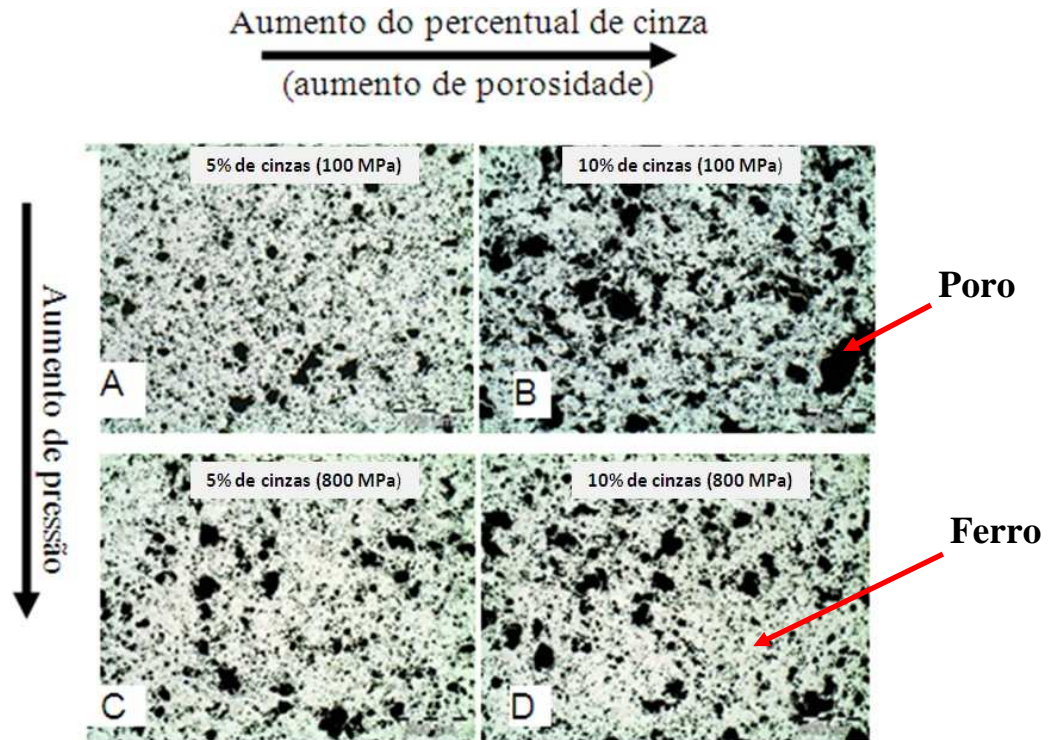 Aumento do percentual de cinza
(aumento de porosidade)
Aumento de pressão
5% de cinzas (100 MPa)
10% de cinzas (100 MPa)
A
B
Poro
5% de cinzas (800 MPa)
10% de cinzas (800 MPa)
C
D
Ferro